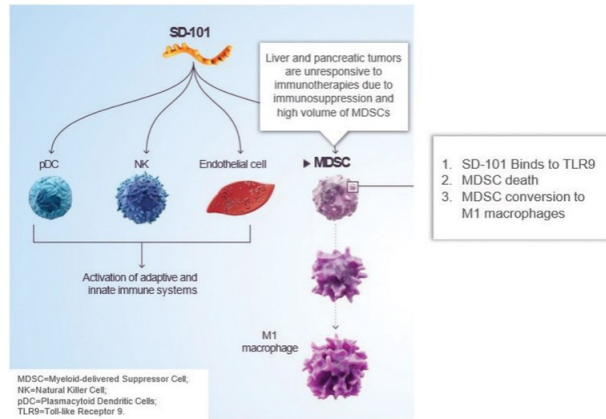 SD-101
Liver and pancreatic tumors
are unresponsive to
immunotherapies due to
immunosuppression and
high volume of MDSCs
pDC
NK
Endothelial cell
MDSC
1. SD-101 Binds to TLR9
2. MDSC death
3. MDSC conversion to
M1 macrophages
Activation of adaptive and
innate immune systems
M1
macrophage
MDSC=Myeloid-delivered Suppressor Cell;
NK=Natural Killer Cell;
pDC=Plasmacytoid Dendritic Cells;
TLR9=Toll-like Receptor 9.